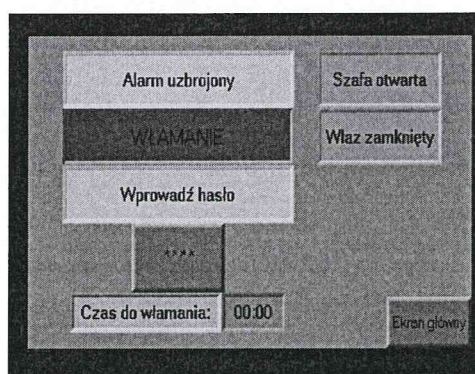 Alarm uzbrojony
Szafa otwarta
WŁAMANIE
Właz zamknięty
Wprowadź hasło
****
Czas do włamania: 00:00
Ekran główny